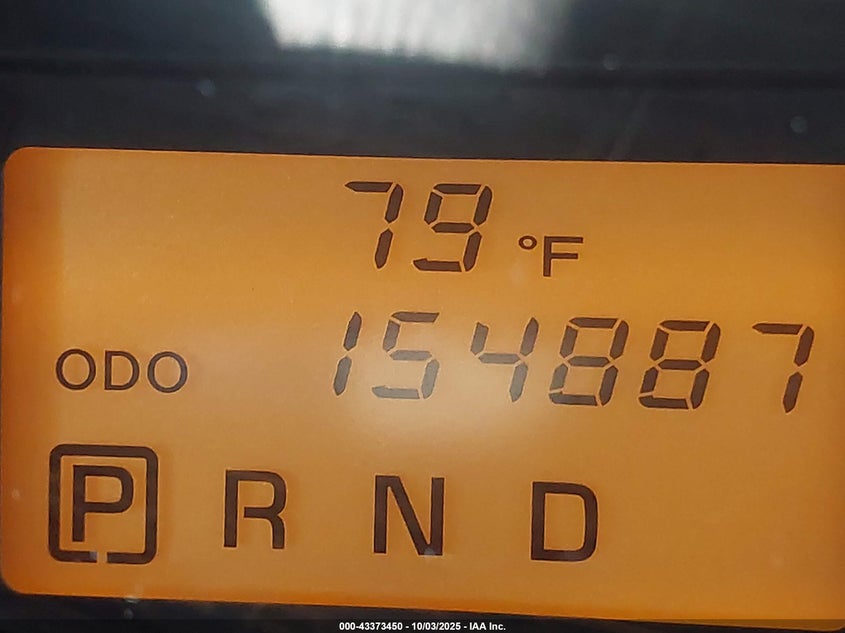 79 °F
ODO 154887
P R N D
000-43373450 - 10/03/2025 - IAA Inc.